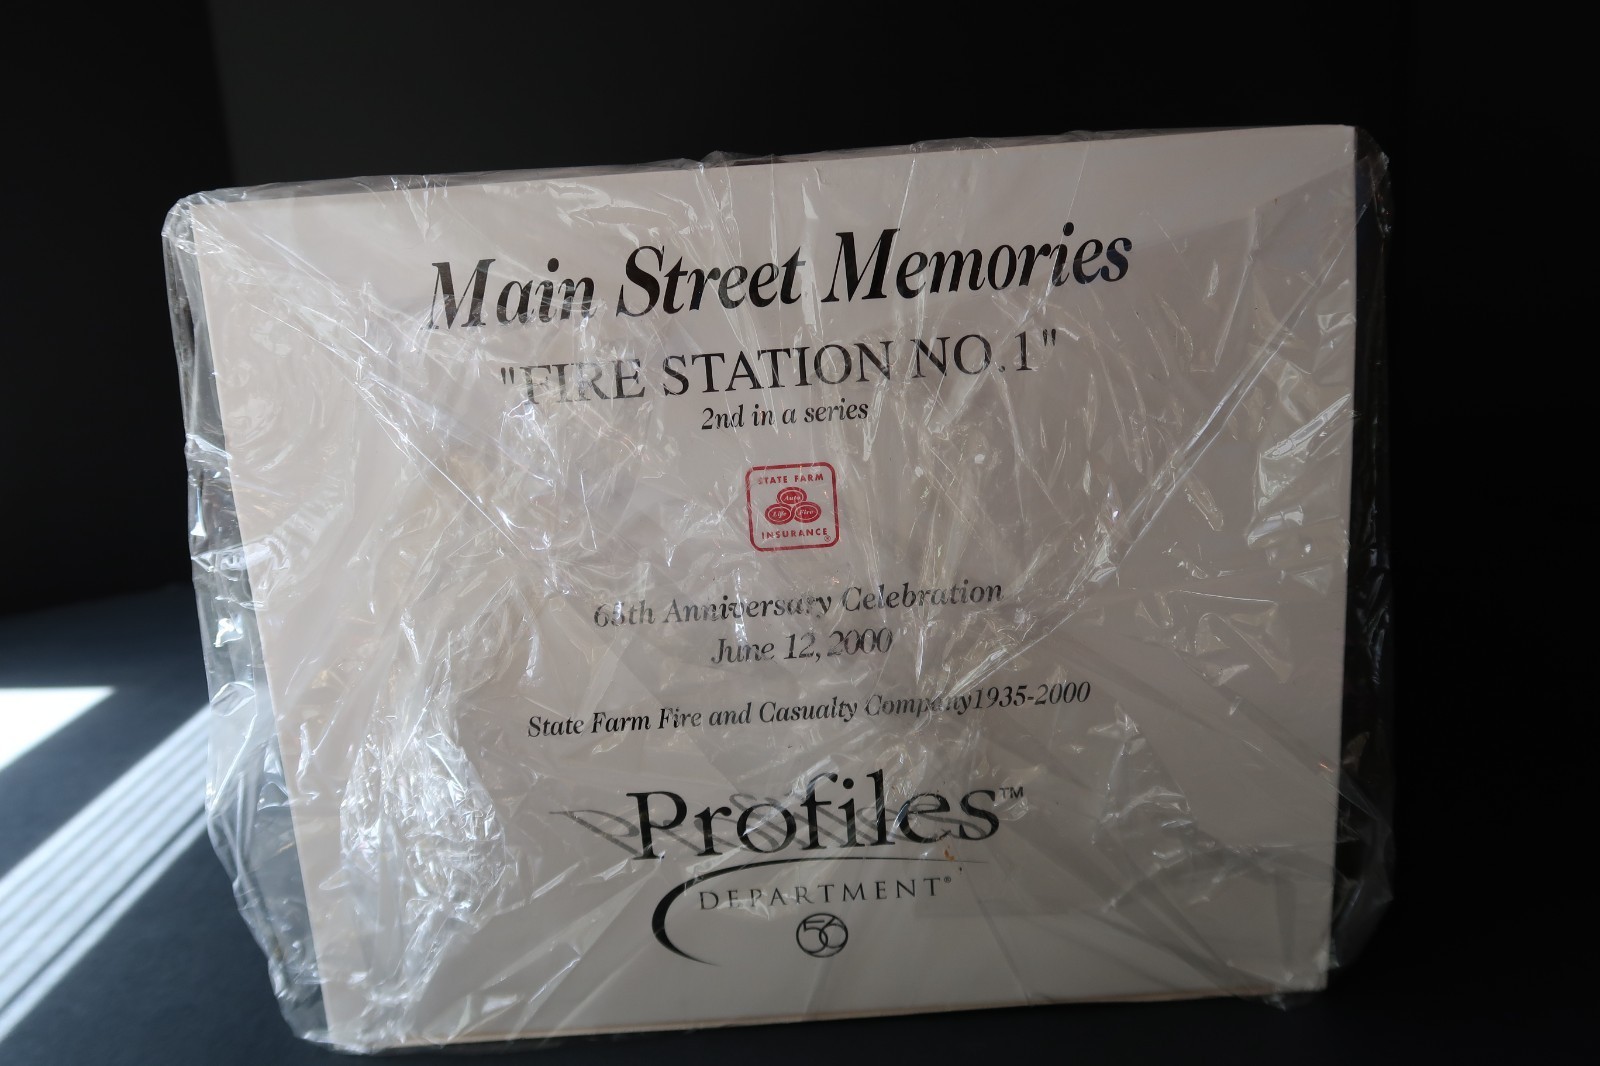 Main Street Memories
"FIRE STATION NO.1"
2nd in a series
STATE FARM
Auto
Life Fire
INSURANCE®
65th Anniversary Celebration
June 12, 2000
State Farm Fire and Casualty Company1935-2000
Profiles™
DEPARTMENT®
56